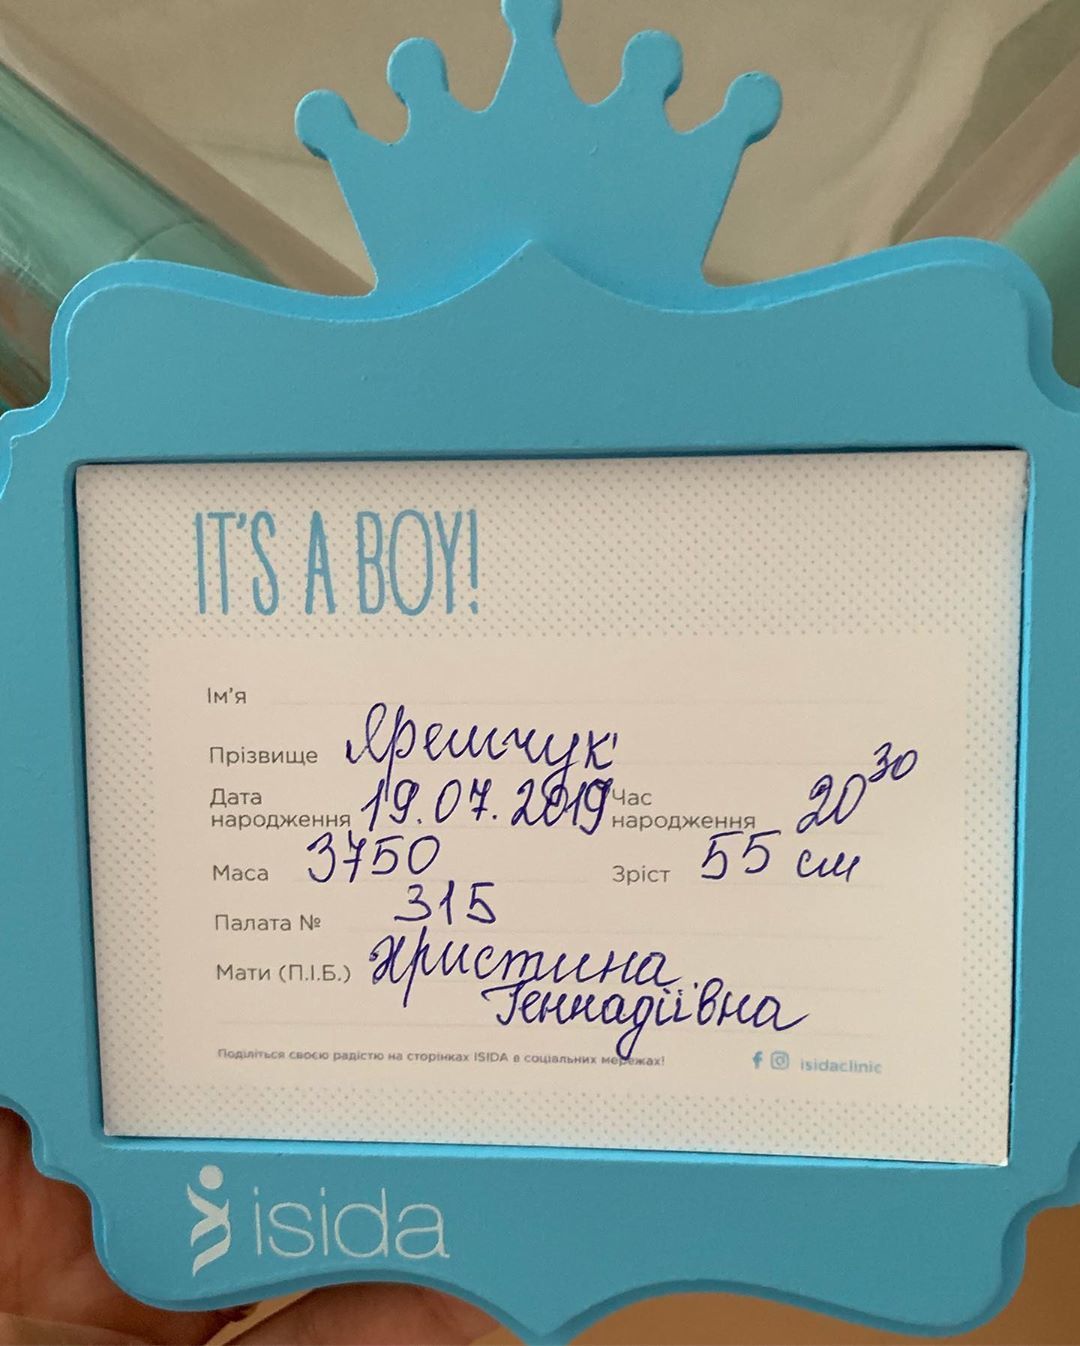 IT'S A BOY!
Ім'я
Прізвище Яремчук
Дата народження 19.07.2019 Час народження 20 30
Маса 3750 Зріст 55 см
Палата № 315
Мати (П.І.Б.) Христина
Геннадіївна
Поділіться своєю радістю на сторінках ISIDA в соціальних мережах! isidaclinic
isida